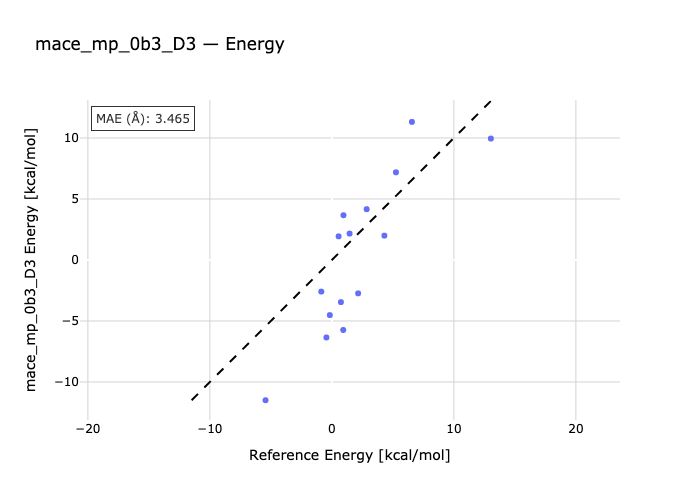 mace_mp_0b3_D3 — Energy
MAE (Å): 3.465
mace_mp_0b3_D3 Energy [kcal/mol]
10
5
0
−5
−10
−20
−10
0
10
20
Reference Energy [kcal/mol]